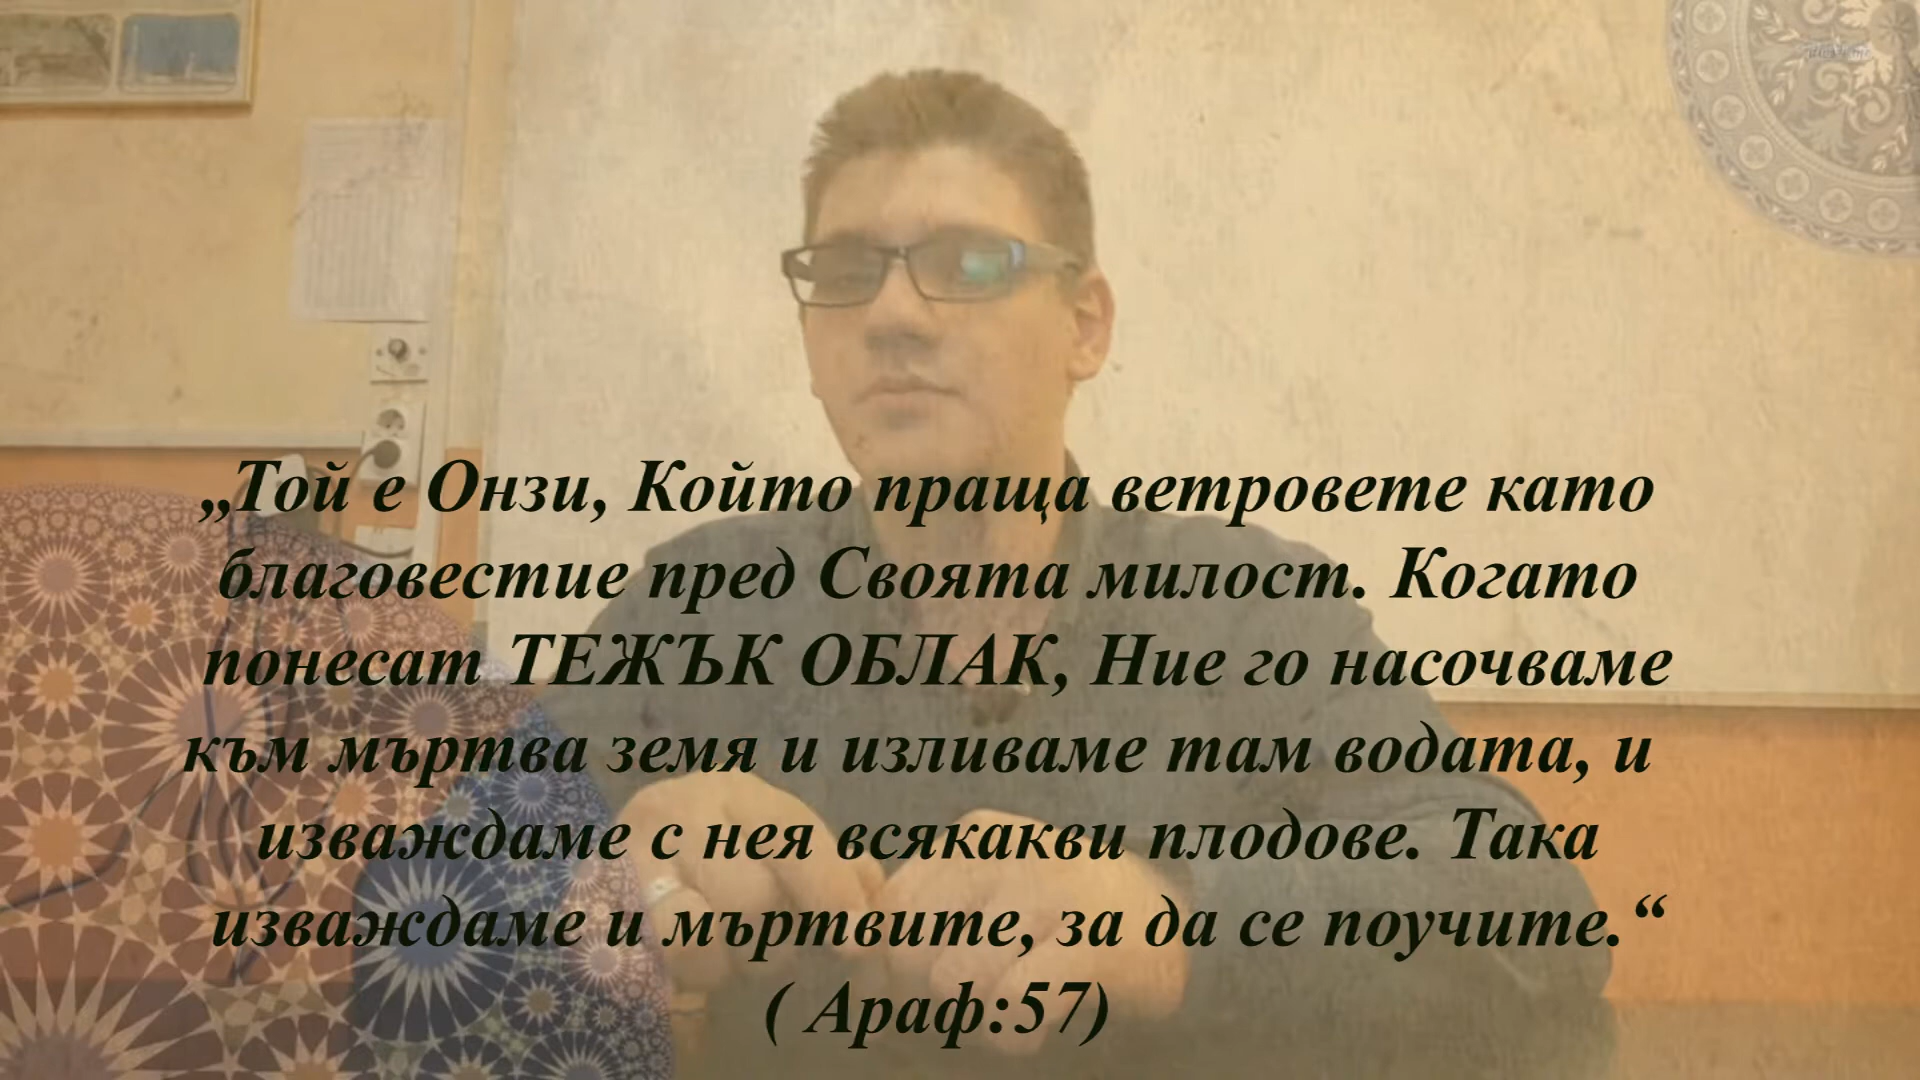 „Той е Онзи, Който праща ветровете като
благовестие пред Своята милост. Когато
понесат ТЕЖЪК ОБЛАК, Ние го насочваме
към мъртва земя и изливаме там водата, и
изваждаме с нея всякакви плодове. Така
изваждаме и мъртвите, за да се поучите.“
( Араф:57)